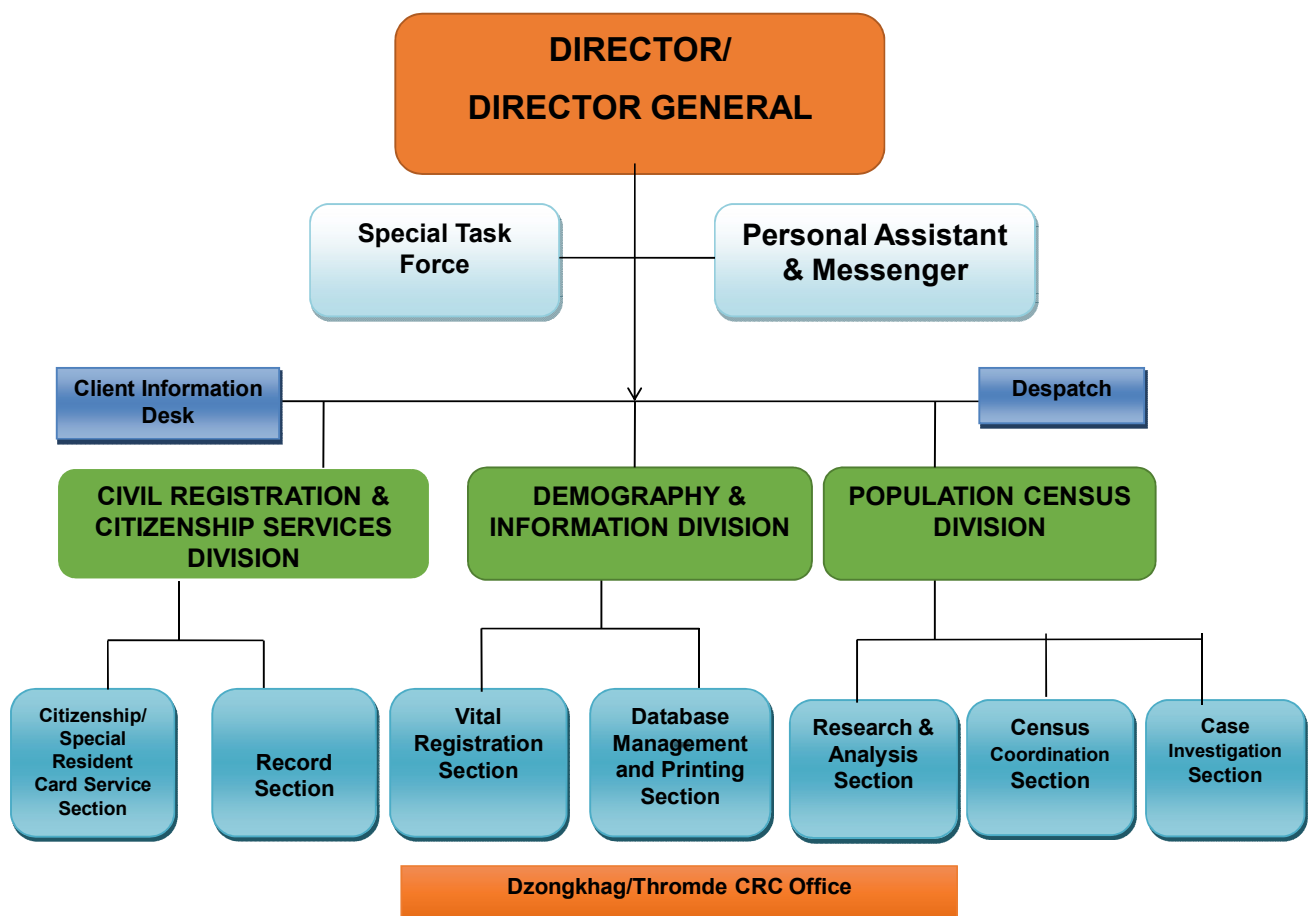 DIRECTOR/
DIRECTOR GENERAL
Special Task
Force
Personal Assistant
& Messenger
Client Information
Desk
Despatch
CIVIL REGISTRATION &
CITIZENSHIP SERVICES
DIVISION
DEMOGRAPHY &
INFORMATION DIVISION
POPULATION CENSUS
DIVISION
Citizenship/
Special
Resident
Card Service
Section
Record
Section
Vital
Registration
Section
Database
Management
and Printing
Section
Research &
Analysis
Section
Census
Coordination
Section
Case
Investigation
Section
Dzongkhag/Thromde CRC Office